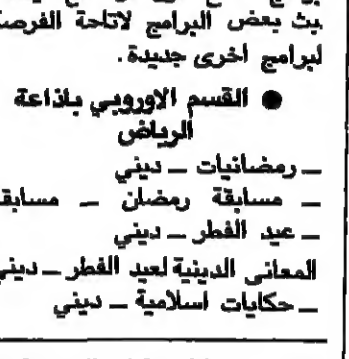 بث بعض البرامج لاتاحة الفرصة
لبرامج اخرى جديدة.
● القسم الاوروبي باذاعة
الرياض
ـ رمضانيات ـ ديني
ـ مسابقة رمضان ـ مسابقة
ـ عيد الفطر ـ ديني
المعاني الدينية لعيد الفطر ـ ديني
ـ حكايات اسلامية ـ ديني